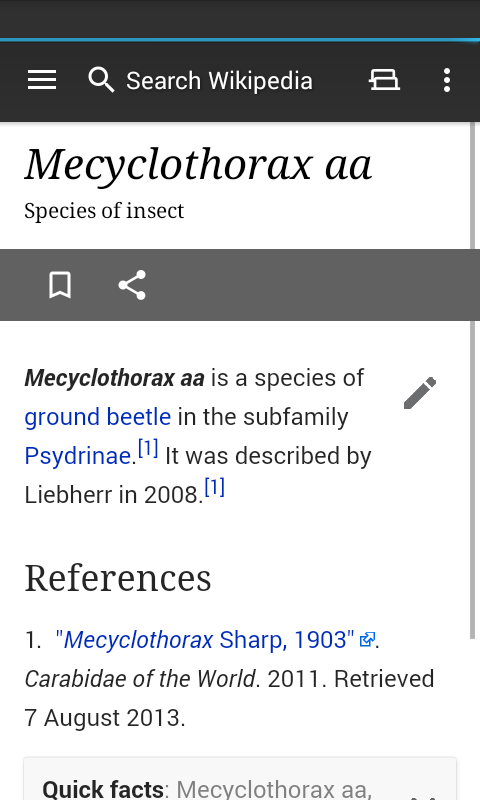 Search Wikipedia
Mecyclothorax aa
Species of insect
Mecyclothorax aa is a species of
ground beetle in the subfamily
Psydrinae.[1] It was described by
Liebherr in 2008.[1]
References
1. "Mecyclothorax Sharp, 1903".
Carabidae of the World. 2011. Retrieved
7 August 2013.
Quick facts: Mecyclothorax aa,